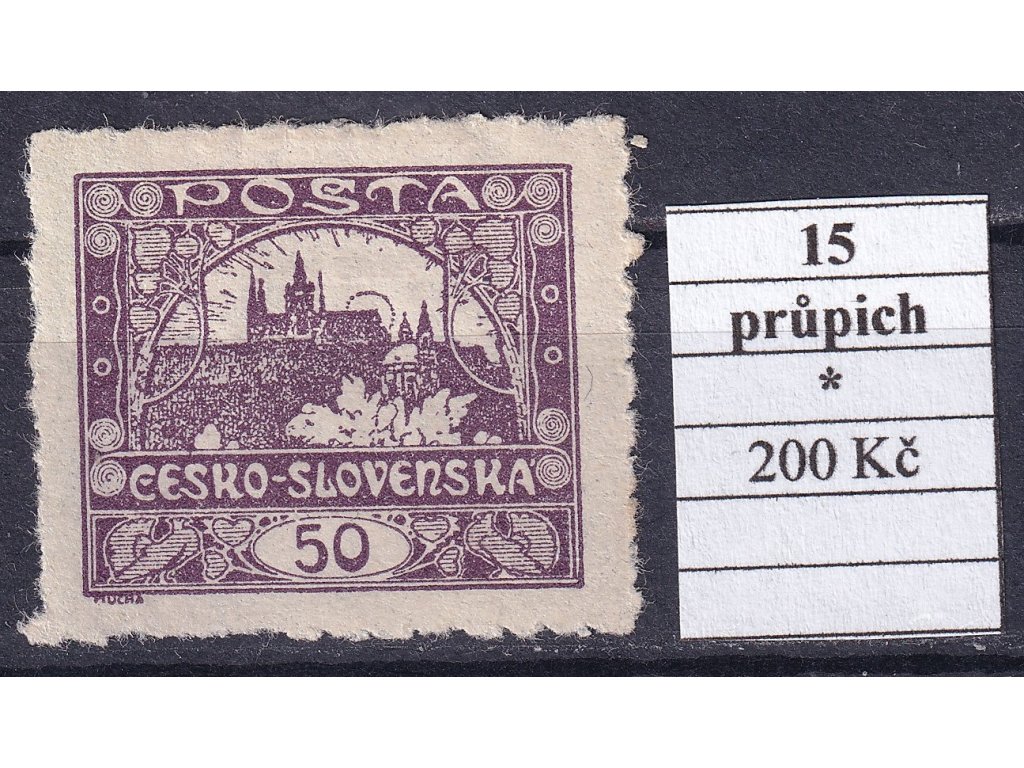 POSTA
CESKO-SLOVENSKA
50
MUCHA
15
průpich
*
200 Kč